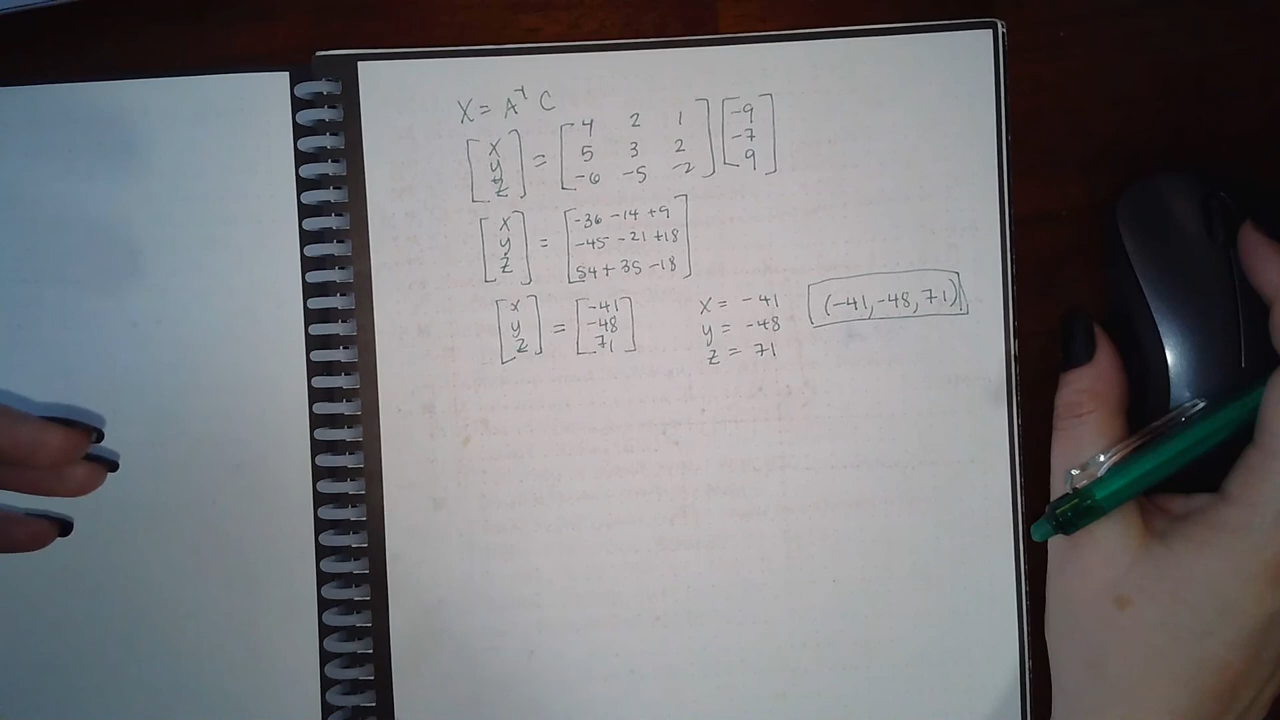 X = A⁻¹ C
[x y z] = [4 2 1; 5 3 2; -6 -5 -2] [-9; -7; 9]
[x y z] = [-36 -14 +9; -45 -21 +18; 54 + 35 -18]
[x y z] = [-41; -48; 71] x = -41 (-41, -48, 71)
y = -48
z = 71